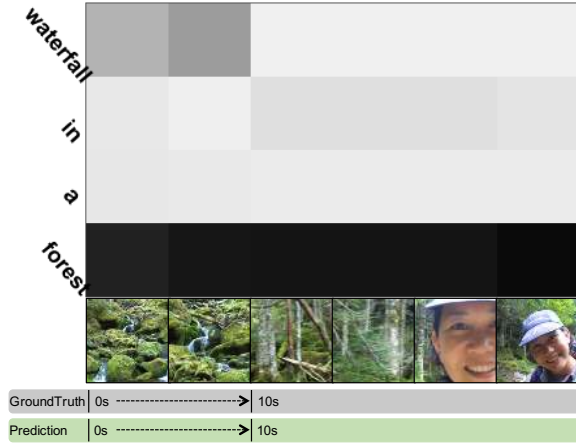 waterfall
in
a
forest
GroundTruth 0s 10s
Prediction 0s 10s